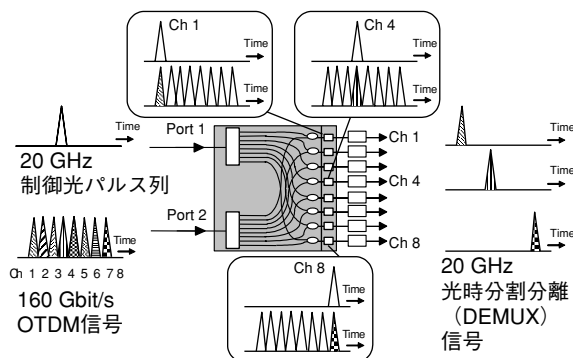 Ch 1
Time
Time
Ch 4
Time
Time
Time
20 GHz
制御光パルス列
Port 1
Port 2
Ch 1
Ch 4
Ch 8
Time
Time
Time
Time
Ch 1 2 3 4 5 6 7 8
160 Gbit/s
OTDM信号
Ch 8
Time
Time
20 GHz
光時分割分離
（DEMUX）
信号